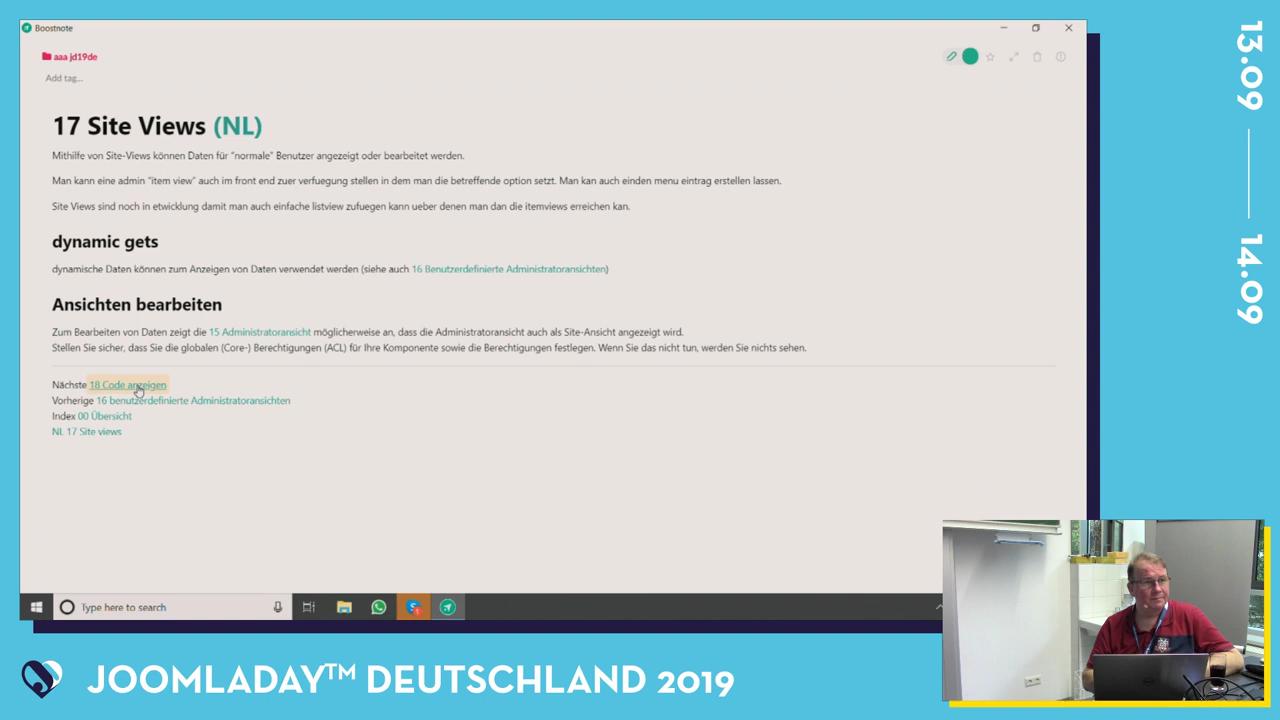 Boostnote
aaa jd19de
Add tag...
17 Site Views (NL)
Mithilfe von Site-Views können Daten für "normale" Benutzer angezeigt oder bearbeitet werden.
Man kann eine admin "item view" auch im front end zuer verfuegung stellen in dem man die betreffende option setzt. Man kan auch einden menu eintrag erstellen lassen.
Site Views sind noch in etwicklung damit man auch einfache listview zufuegen kann ueber denen man dan die itemviews erreichen kan.
dynamic gets
dynamische Daten können zum Anzeigen von Daten verwendet werden (siehe auch 16 Benutzerdefinierte Administratoransichten)
Ansichten bearbeiten
Zum Bearbeiten von Daten zeigt die 15 Administratoransicht möglicherweise an, dass die Administratoransicht auch als Site-Ansicht angezeigt wird.
Stellen Sie sicher, dass Sie die globalen (Core-) Berechtigungen (ACL) für Ihre Komponente sowie die Berechtigungen festlegen. Wenn Sie das nicht tun, werden Sie nichts sehen.
Nächste 18 Code anzeigen
Vorherige 16 benutzerdefinierte Administratoransichten
Index 00 Übersicht
NL 17 Site views
Type here to search
13.09
14.09
JOOMLADAY™ DEUTSCHLAND 2019